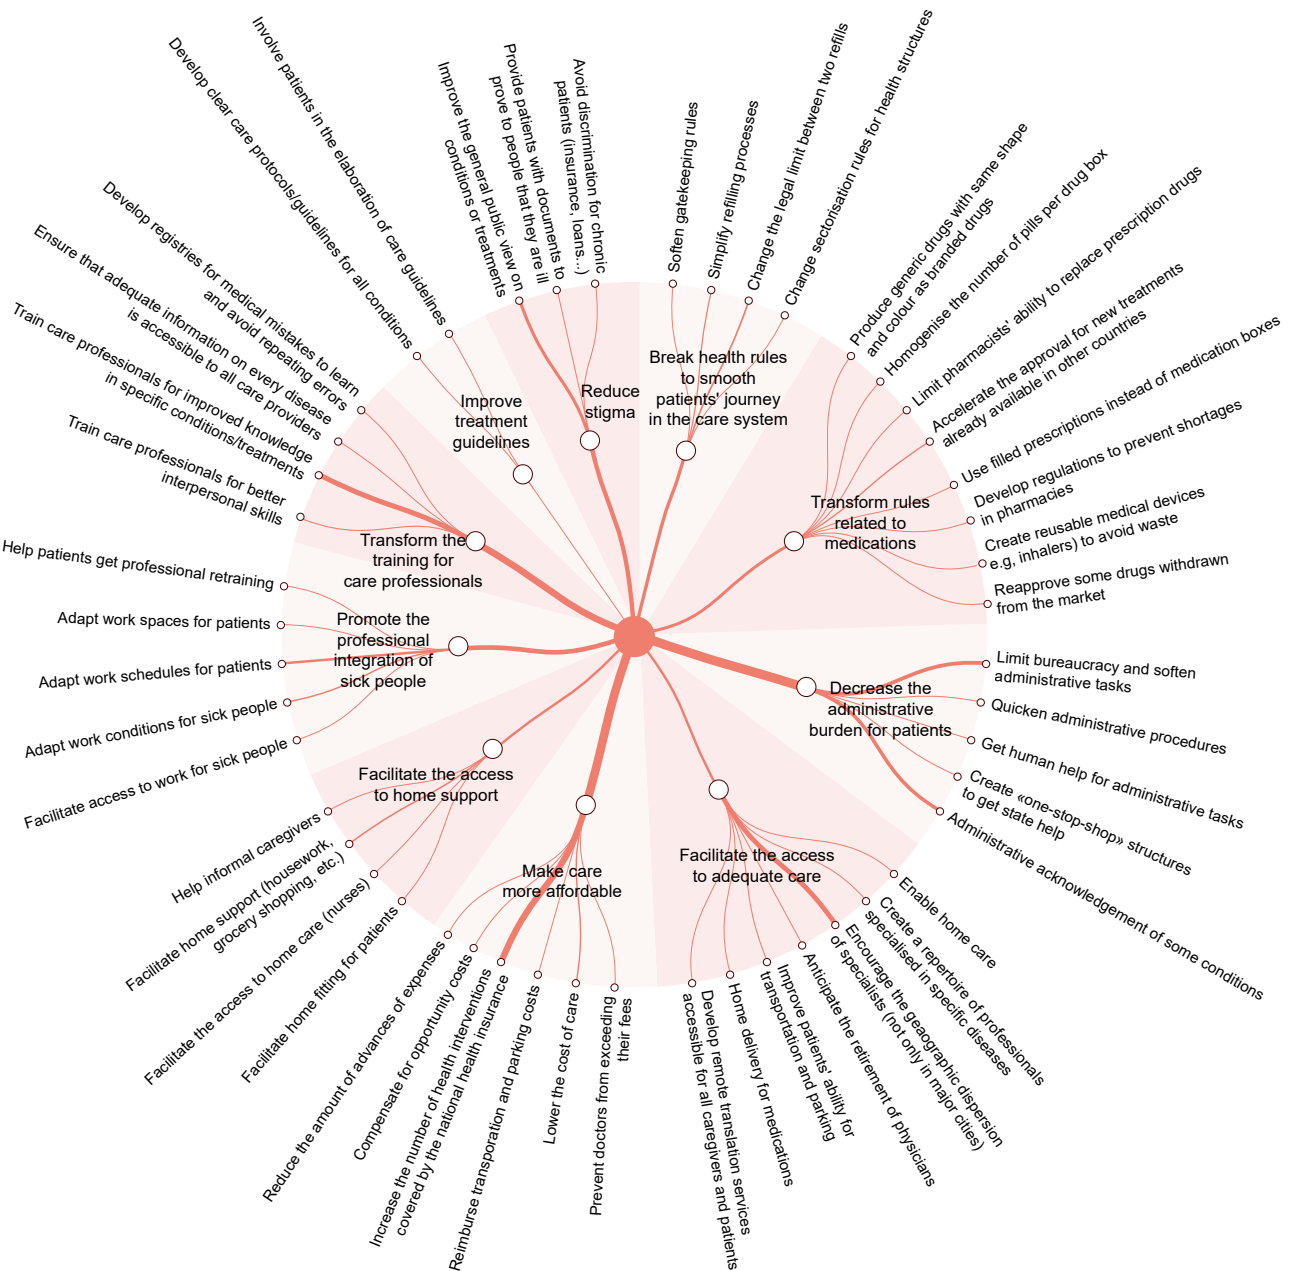 Soften gatekeeping rules
Simplify refilling processes
Change the legal limit between two refills
Change sectorisation rules for health structures
Break health rules
to smooth
patients' journey
in the care system
Produce generic drugs with same shape
and colour as branded drugs
Homogenise the number of pills per drug box
Limit pharmacists' ability to replace prescription drugs
Accelerate the approval for new treatments
already available in other countries
Use filled prescriptions instead of medication boxes
Develop regulations to prevent shortages
in pharmacies
Create reusable medical devices
e.g, inhalers) to avoid waste
Reapprove some drugs withdrawn
from the market
Transform rules
related to
medications
Limit bureaucracy and soften
administrative tasks
Quicken administrative procedures
Get human help for administrative tasks
Create «one-stop-shop» structures
to get state help
Administrative acknowledgement of some conditions
Decrease the
administrative
burden for patients
Enable home care
Create a repertoire of professionals
specialised in specific diseases
Encourage the geaographic dispersion
of specialists (not only in major cities)
Anticipate the retirement of physicians
Improve patients' ability for
transportation and parking
Home delivery for medications
Develop remote translation services
accessible for all caregivers and patients
Facilitate the access
to adequate care
Prevent doctors from exceeding
their fees
Lower the cost of care
Reimburse transporation and parking costs
Increase the number of health interventions
covered by the national health insurance
Compensate for opportunity costs
Reduce the amount of advances of expenses
Make care
more affordable
Facilitate home fitting for patients
Facilitate the access to home care (nurses)
Facilitate home support (housework,
grocery shopping, etc.)
Help informal caregivers
Facilitate the access
to home support
Facilitate access to work for sick people
Adapt work conditions for sick people
Adapt work schedules for patients
Adapt work spaces for patients
Help patients get professional retraining
Promote the
professional
integration of
sick people
Train care professionals for better
interpersonal skills
Train care professionals for improved knowledge
in specific conditions/treatments
Ensure that adequate information on every disease
is accessible to all care providers
Develop registries for medical mistakes to learn
and avoid repeating errors
Transform the
training for
care professionals
Develop clear care protocols/guidelines for all conditions
Involve patients in the elaboration of care guidelines
Improve
treatment
guidelines
Improve the general public view on
conditions or treatments
Provide patients with documents to
prove to people that they are ill
Avoid discrimination for chronic
patients (insurance, loans...)
Reduce
stigma